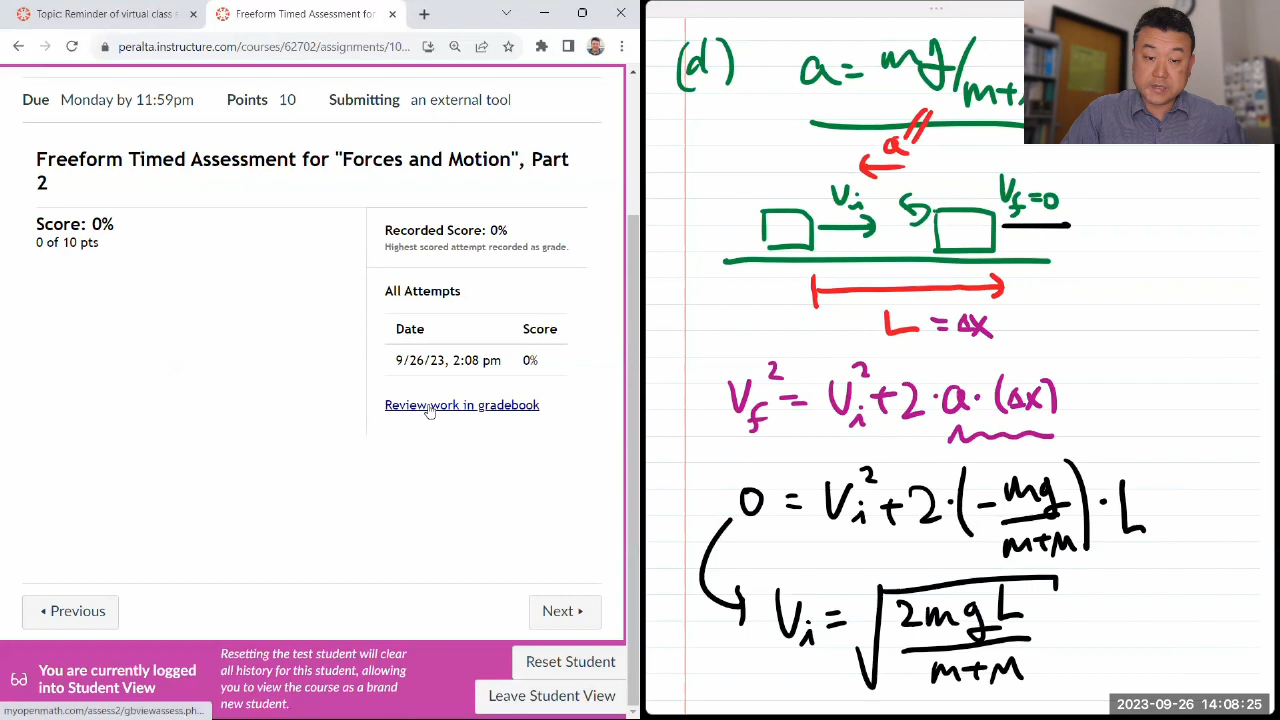 Topic: Reminder of virtual class s
Freeform Timed Assessment for
peralta.instructure.com/courses/62702/assignments/10...
Due Monday by 11:59pm Points 10 Submitting an external tool
Freeform Timed Assessment for "Forces and Motion", Part
2
Score: 0%
0 of 10 pts
Recorded Score: 0%
Highest scored attempt recorded as grade.
All Attempts
Date Score
9/26/23, 2:08 pm 0%
Review work in gradebook
Previous
Next
You are currently logged
into Student View
Resetting the test student will clear
all history for this student, allowing
you to view the course as a brand
new student.
Reset Student
Leave Student View
myopenmath.com/assess2/gbviewassess.ph...
(d) a = mg/m+
a
Vi Vf=0
L = Δx
Vf² = Vi² + 2·a·(Δx)
0 = Vi² + 2·(-mg/m+M)·L
Vi = √2mgL/m+M
2023-09-26 14:08:25